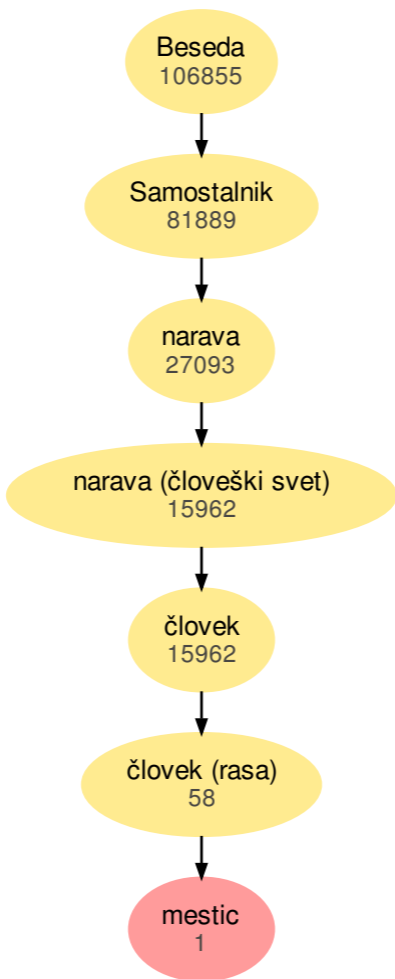 Beseda
106855
Samostalnik
81889
narava
27093
narava (človeški svet)
15962
človek
15962
človek (rasa)
58
mestic
1